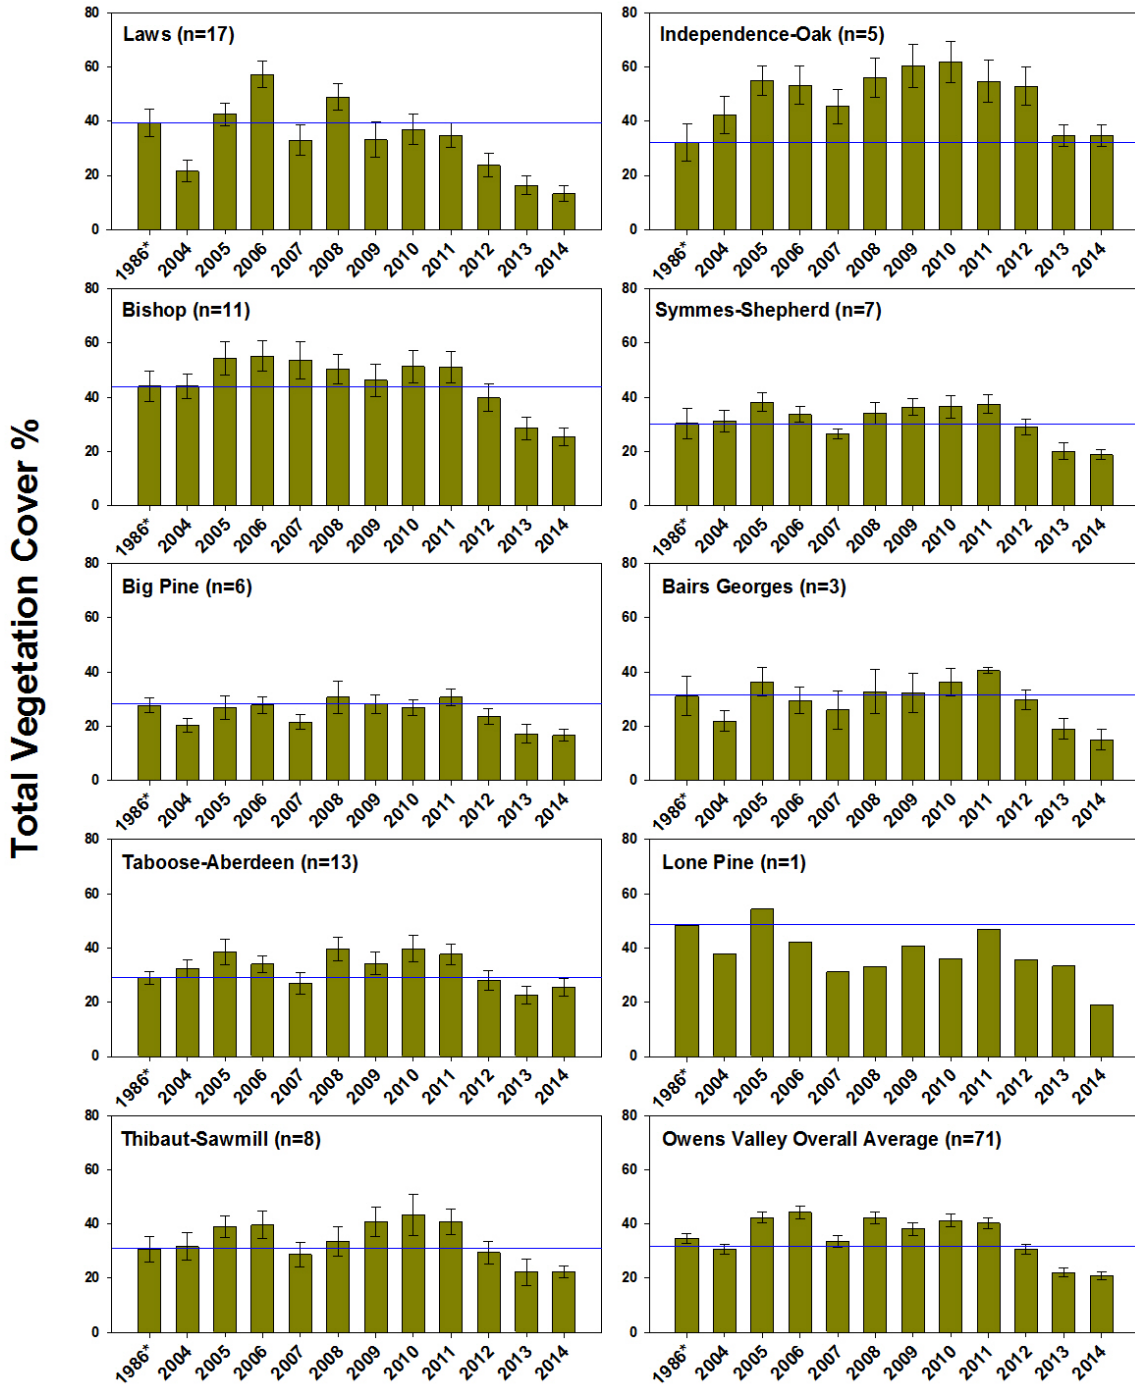 Total Vegetation Cover %
Laws (n=17)
80
60
40
20
0
1986* 2004 2005 2006 2007 2008 2009 2010 2011 2012 2013 2014
Independence-Oak (n=5)
80
60
40
20
0
1986* 2004 2005 2006 2007 2008 2009 2010 2011 2012 2013 2014
Bishop (n=11)
80
60
40
20
0
1986* 2004 2005 2006 2007 2008 2009 2010 2011 2012 2013 2014
Symmes-Shepherd (n=7)
80
60
40
20
0
1986* 2004 2005 2006 2007 2008 2009 2010 2011 2012 2013 2014
Big Pine (n=6)
80
60
40
20
0
1986* 2004 2005 2006 2007 2008 2009 2010 2011 2012 2013 2014
Bairs Georges (n=3)
80
60
40
20
0
1986* 2004 2005 2006 2007 2008 2009 2010 2011 2012 2013 2014
Taboose-Aberdeen (n=13)
80
60
40
20
0
1986* 2004 2005 2006 2007 2008 2009 2010 2011 2012 2013 2014
Lone Pine (n=1)
80
60
40
20
0
1986* 2004 2005 2006 2007 2008 2009 2010 2011 2012 2013 2014
Thibaut-Sawmill (n=8)
80
60
40
20
0
1986* 2004 2005 2006 2007 2008 2009 2010 2011 2012 2013 2014
Owens Valley Overall Average (n=71)
80
60
40
20
0
1986* 2004 2005 2006 2007 2008 2009 2010 2011 2012 2013 2014